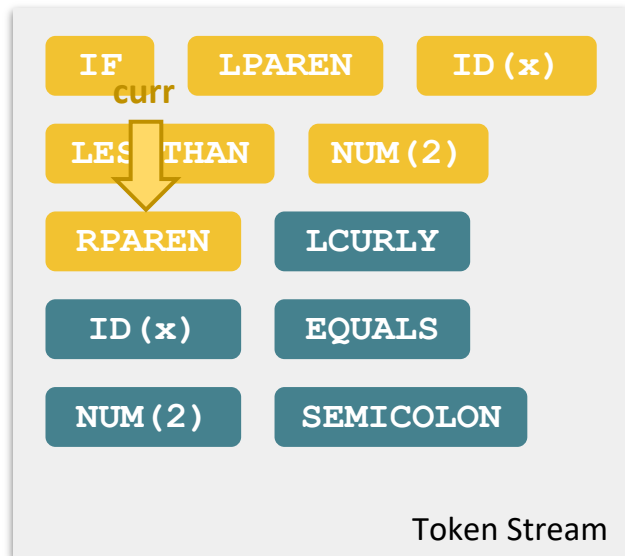 IF LPAREN ID(x)
curr
LES THAN NUM(2)
RPAREN LCURLY
ID(x) EQUALS
NUM(2) SEMICOLON
Token Stream